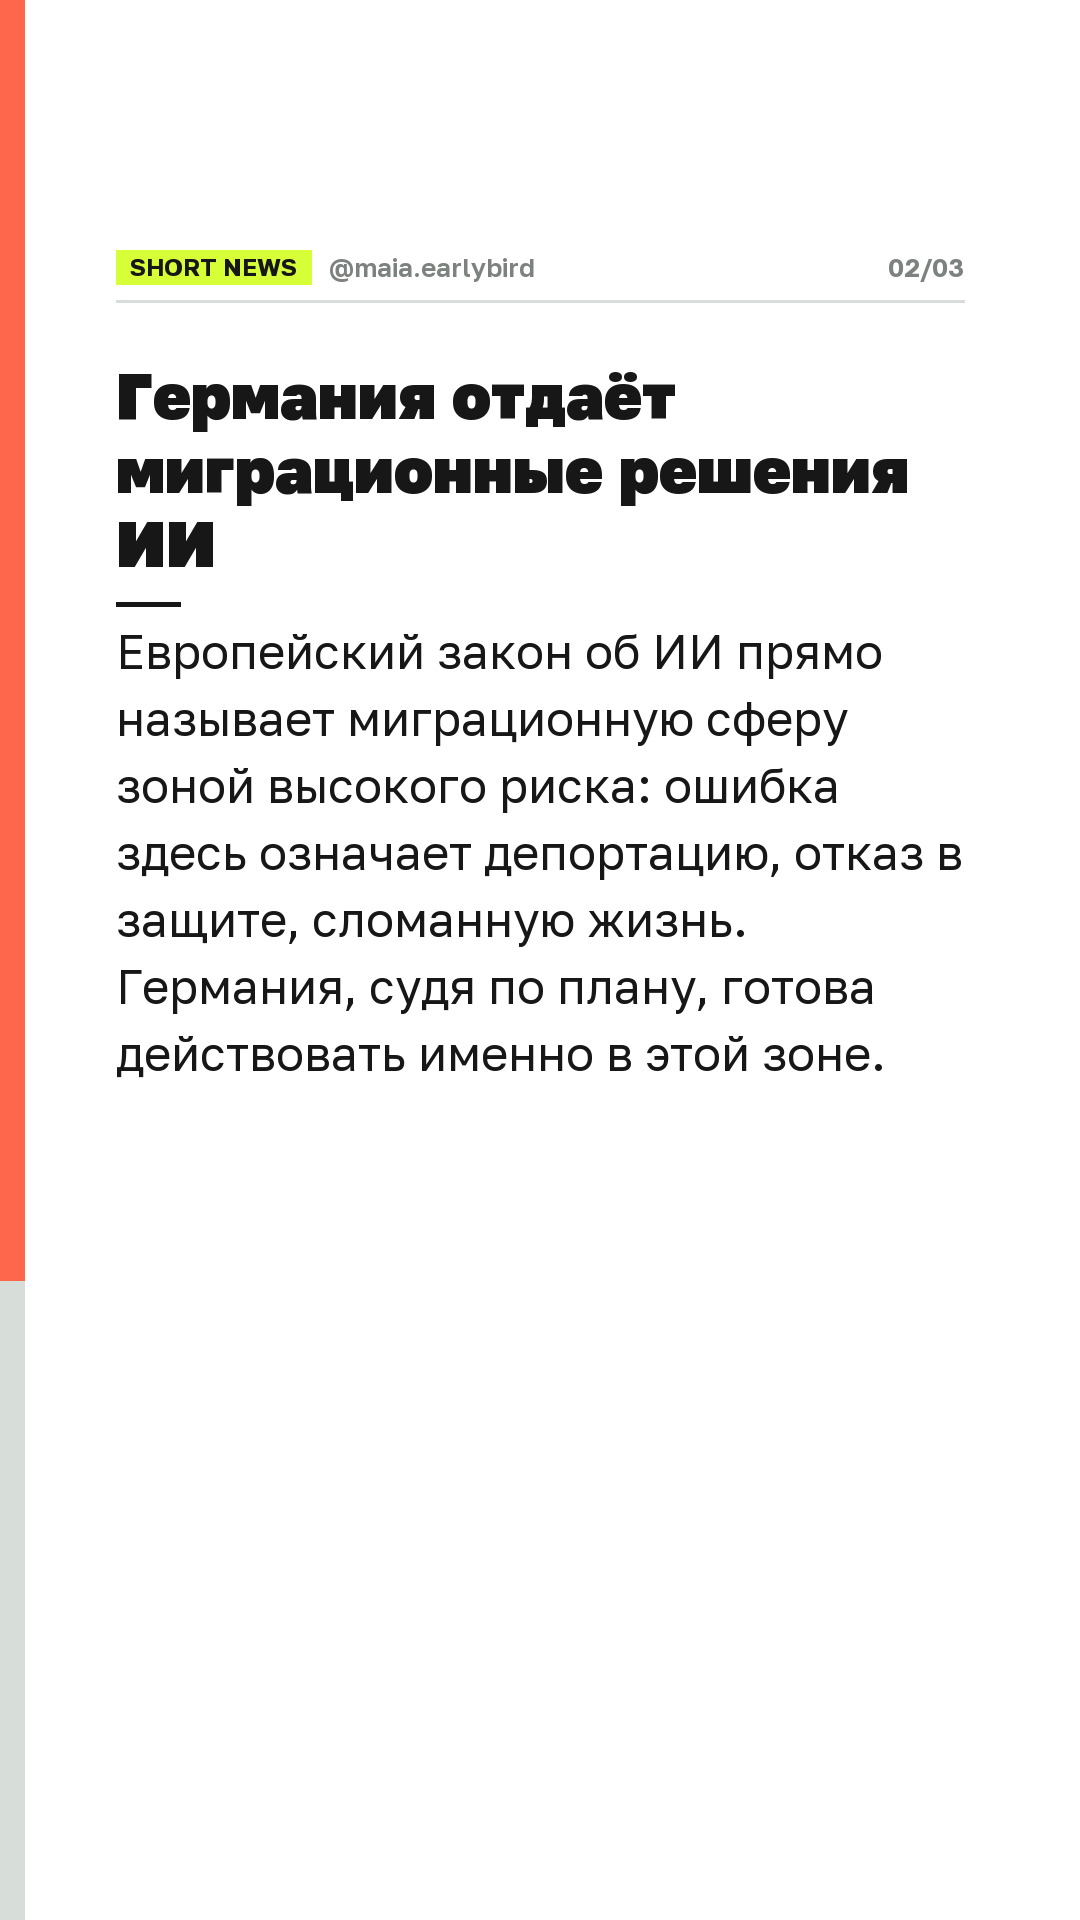 SHORT NEWS @maia.earlybird 02/03
Германия отдаёт
миграционные решения
ИИ
Европейский закон об ИИ прямо
называет миграционную сферу
зоной высокого риска: ошибка
здесь означает депортацию, отказ в
защите, сломанную жизнь.
Германия, судя по плану, готова
действовать именно в этой зоне.